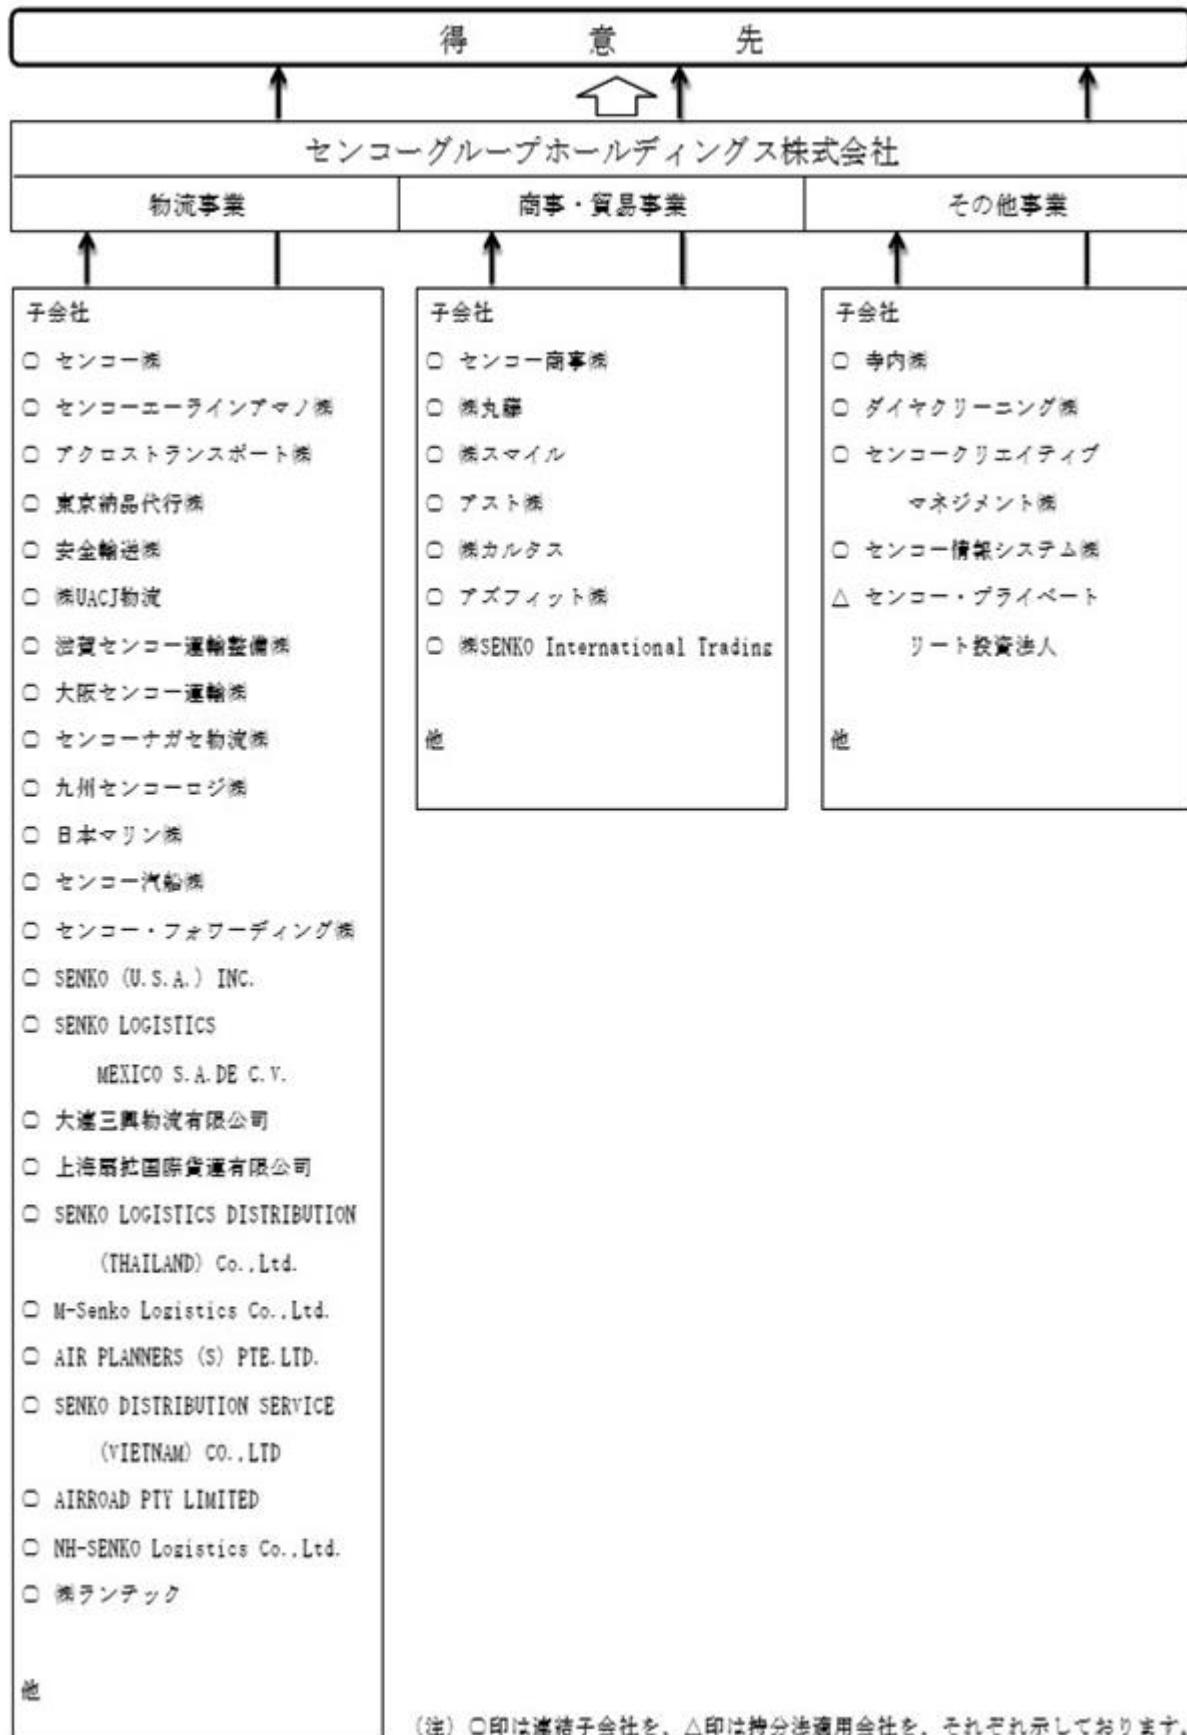 得意先
センコーグループホールディングス株式会社
物流事業
商事・貿易事業
その他事業
子会社
○ センコー㈱
○ センコーエーラインアマノ㈱
○ アクロストランスポート㈱
○ 東京納品代行㈱
○ 安全輸送㈱
○ ㈱UACJ物流
○ 滋賀センコー運輸整備㈱
○ 大阪センコー運輸㈱
○ センコーナガセ物流㈱
○ 九州センコーロジ㈱
○ 日本マリン㈱
○ センコー汽船㈱
○ センコー・フォワーディング㈱
○ SENKO (U.S.A.) INC.
○ SENKO LOGISTICS
MEXICO S.A.DE C.V.
○ 大連三興物流有限公司
○ 上海扇拡国際貨運有限公司
○ SENKO LOGISTICS DISTRIBUTION
(THAILAND) Co.,Ltd.
○ M-Senko Logistics Co.,Ltd.
○ AIR PLANNERS (S) PTE.LTD.
○ SENKO DISTRIBUTION SERVICE
(VIETNAM) CO.,LTD
○ AIRROAD PTY LIMITED
○ NH-SENKO Logistics Co.,Ltd.
○ ㈱ランテック
他
子会社
○ センコー商事㈱
○ ㈱丸藤
○ ㈱スマイル
○ アスト㈱
○ ㈱カルタス
○ アズフィット㈱
○ ㈱SENKO International Trading
他
子会社
○ 寺内㈱
○ ダイヤクリーニング㈱
○ センコークリエイティブ
マネジメント㈱
○ センコー情報システム㈱
△ センコー・プライベート
リート投資法人
他
(注) ○印は連結子会社を、△印は持分法適用会社を、それぞれ示しております。